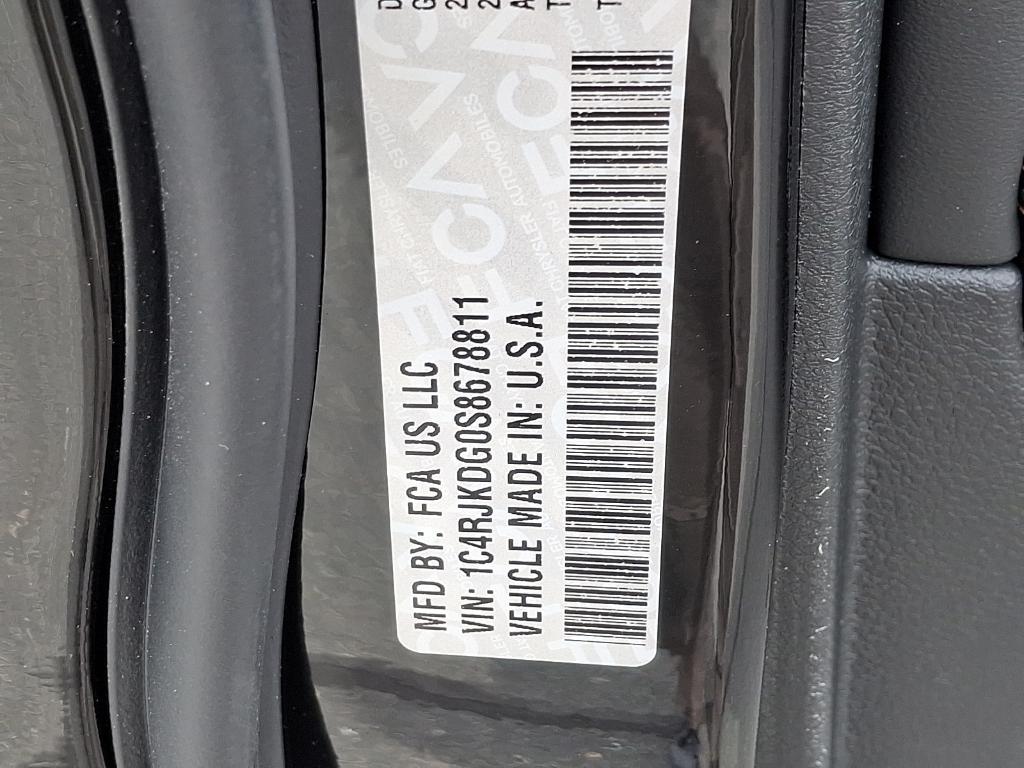 MFD BY: FCA US LLC
VIN: 1C4RJKDG0S8678811
VEHICLE MADE IN: U.S.A.